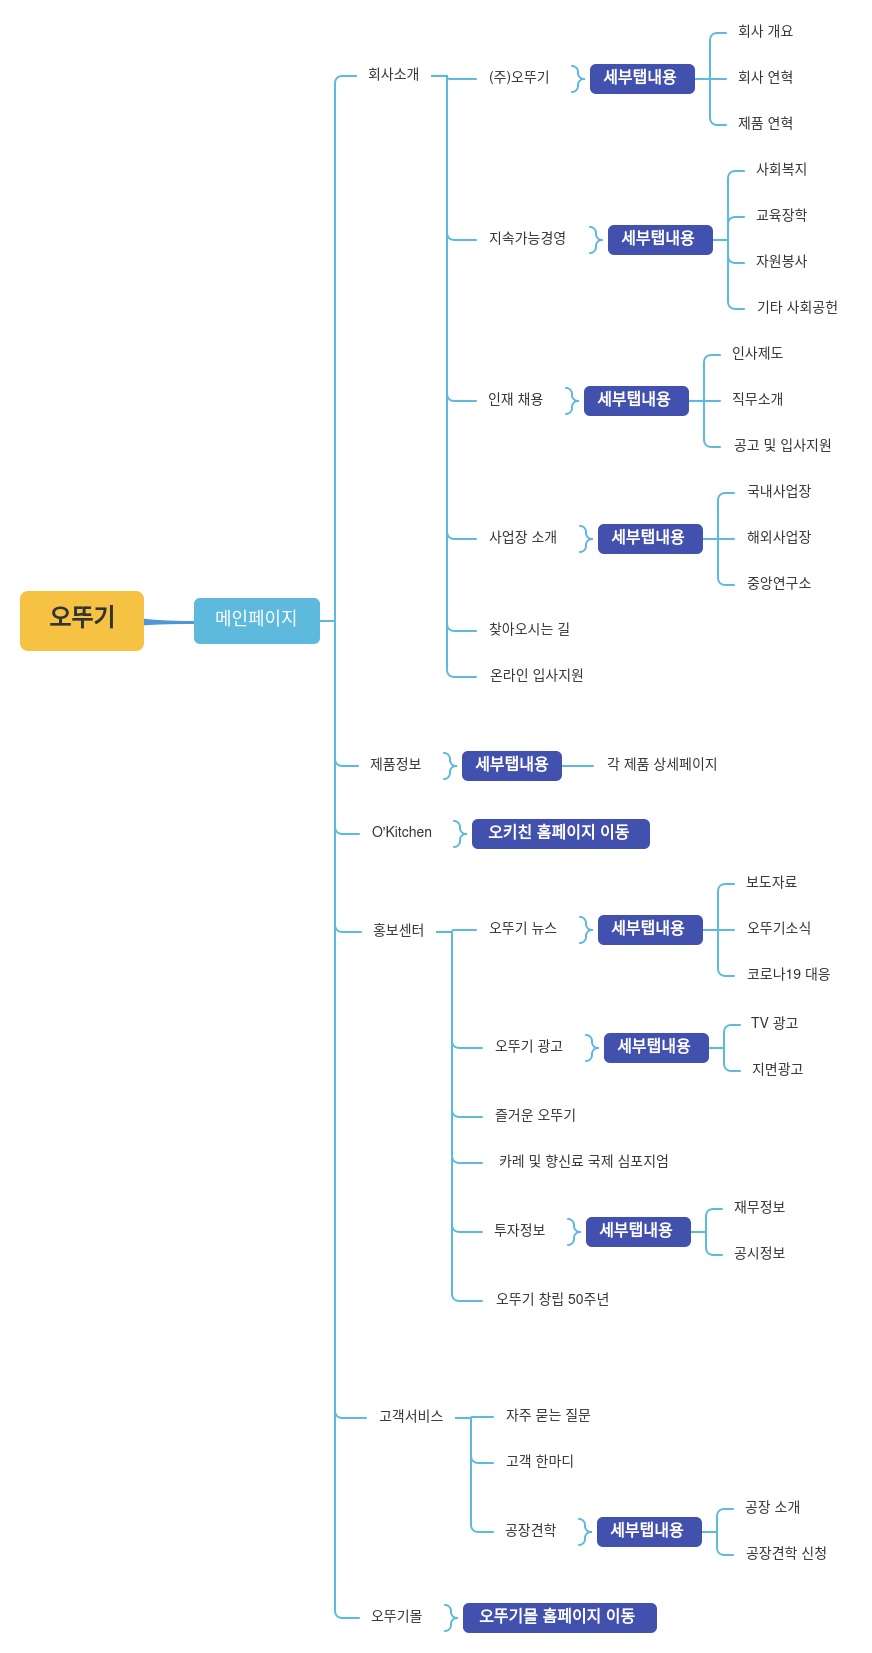 오뚜기
메인페이지
회사소개
(주)오뚜기
세부탭내용
회사 개요
회사 연혁
제품 연혁
지속가능경영
세부탭내용
사회복지
교육장학
자원봉사
기타 사회공헌
인재 채용
세부탭내용
인사제도
직무소개
공고 및 입사지원
사업장 소개
세부탭내용
국내사업장
해외사업장
중앙연구소
찾아오시는 길
온라인 입사지원
제품정보
세부탭내용
각 제품 상세페이지
O'Kitchen
오키친 홈페이지 이동
홍보센터
오뚜기 뉴스
세부탭내용
보도자료
오뚜기소식
코로나19 대응
오뚜기 광고
세부탭내용
TV 광고
지면광고
즐거운 오뚜기
카레 및 향신료 국제 심포지엄
투자정보
세부탭내용
재무정보
공시정보
오뚜기 창립 50주년
고객서비스
자주 묻는 질문
고객 한마디
공장견학
세부탭내용
공장 소개
공장견학 신청
오뚜기몰
오뚜기몰 홈페이지 이동